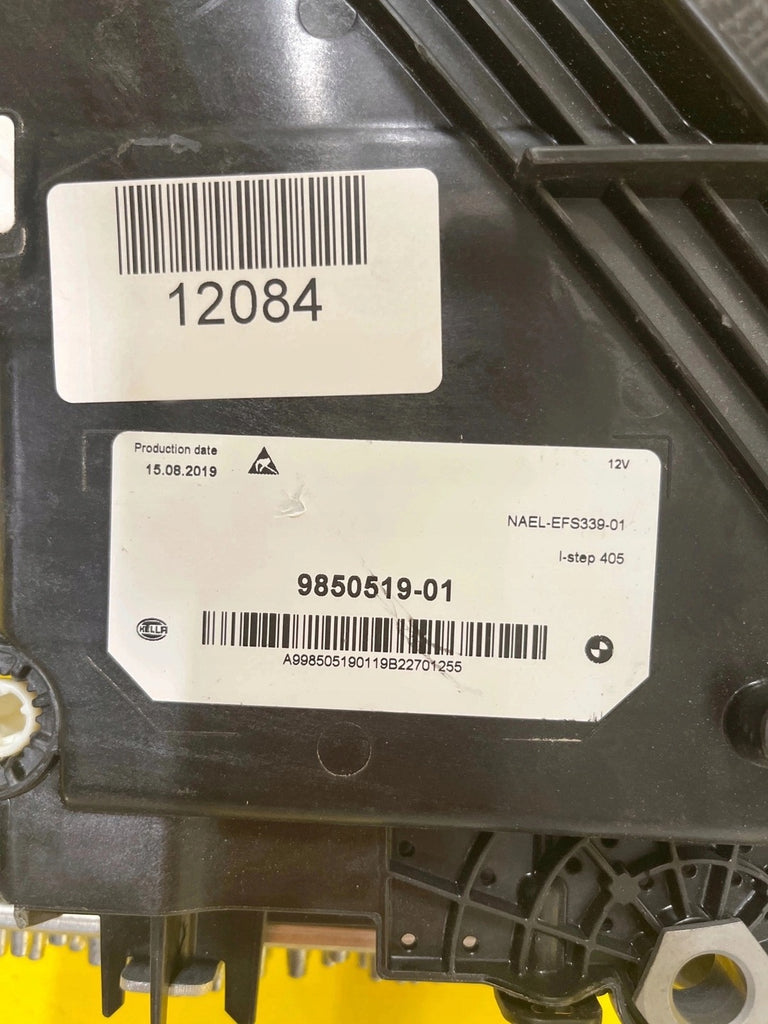 12084
Production date
15.08.2019
12V
NAEL-EFS339-01
I-step 405
9850519-01
HELLA
A998505190119B22701255